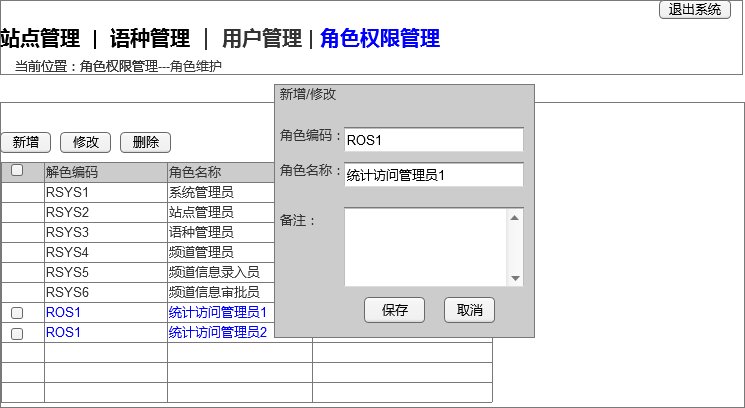 退出系统
站点管理 | 语种管理 | 用户管理 | 角色权限管理
当前位置：角色权限管理---角色维护
新增/修改
角色编码： ROS1
角色名称： 统计访问管理员1
备注：
保存 取消
新增 修改 删除
解色编码 角色名称
RSYS1 系统管理员
RSYS2 站点管理员
RSYS3 语种管理员
RSYS4 频道管理员
RSYS5 频道信息录入员
RSYS6 频道信息审批员
ROS1 统计访问管理员1
ROS1 统计访问管理员2